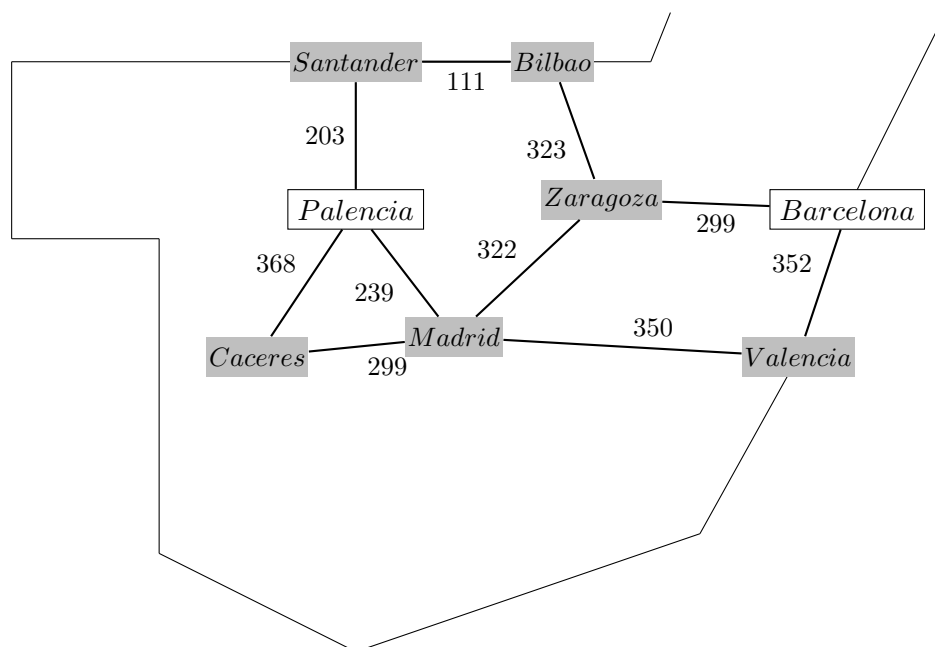 Santander
Bilbao
111
203
323
Zaragoza
Palencia
Barcelona
299
322
352
368
239
350
Madrid
Caceres
Valencia
299